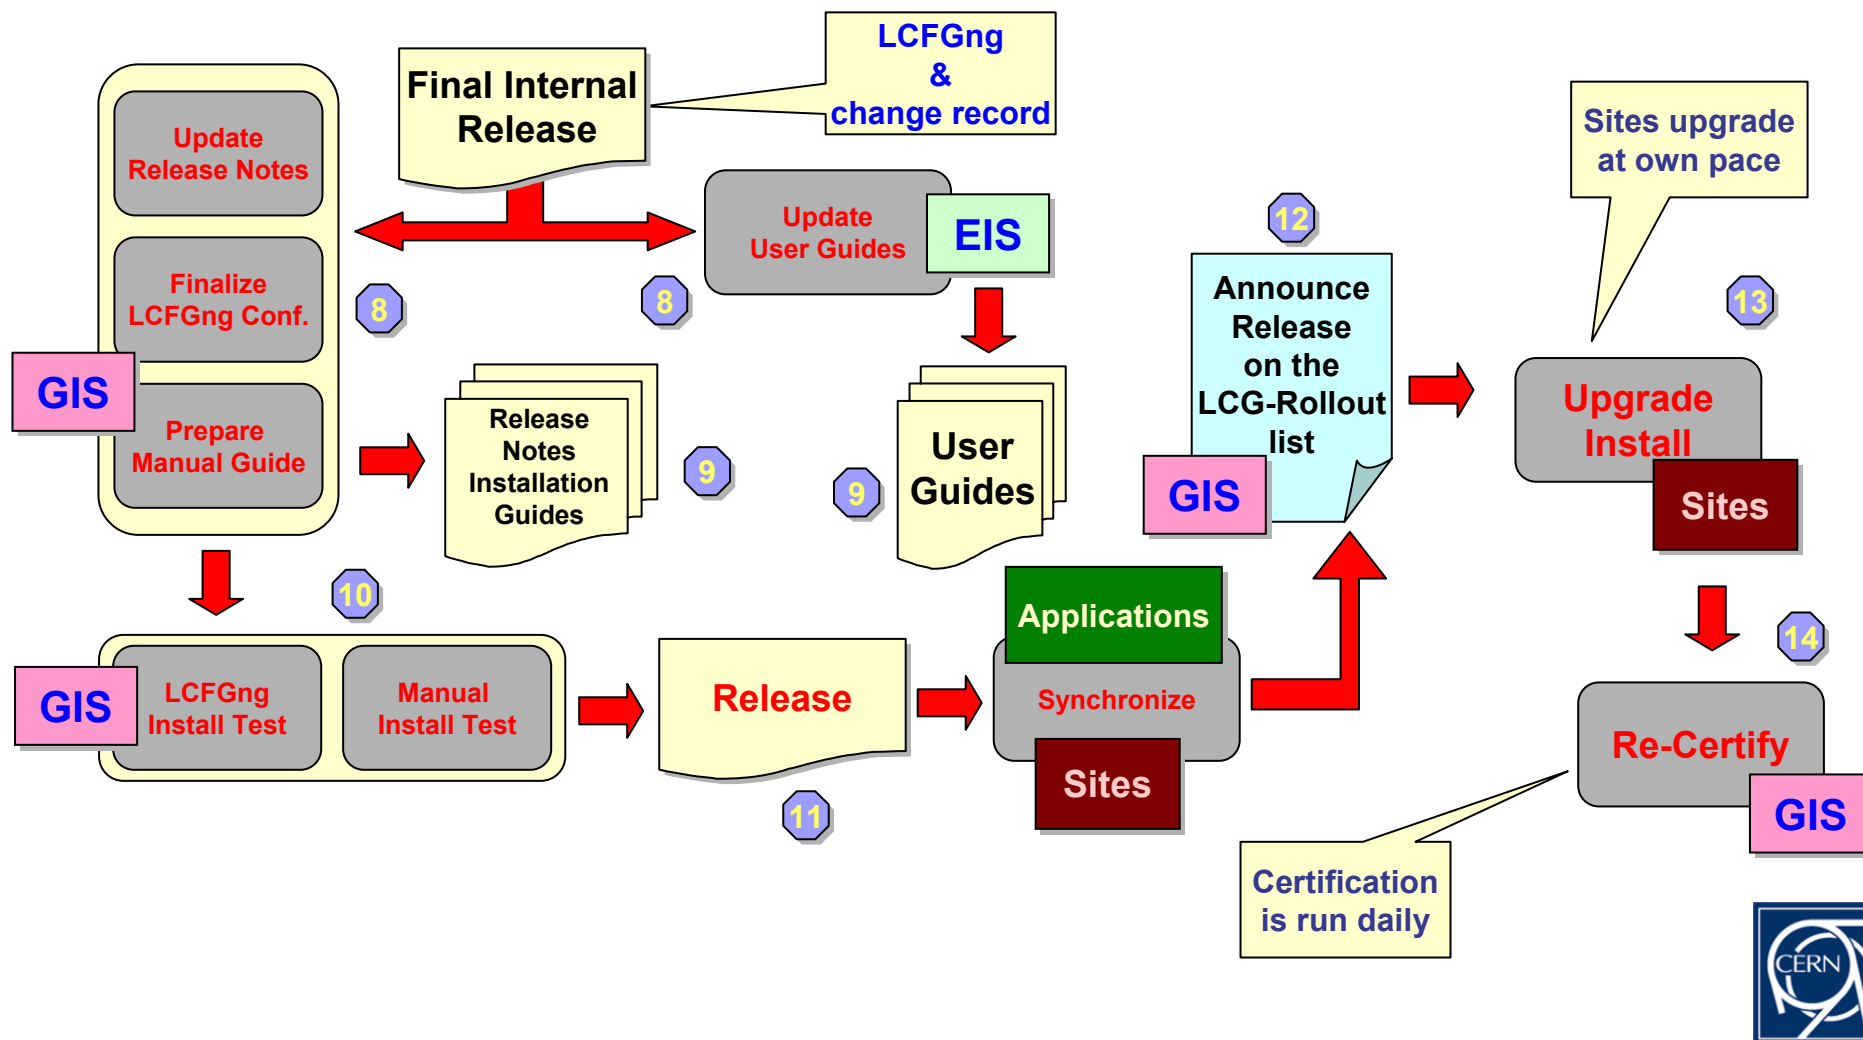 LCFGng
&
change record
Final Internal
Release
Update
Release Notes
Finalize
LCFGng Conf.
GIS
Prepare
Manual Guide
8
8
Update
User Guides
EIS
Release
Notes
Installation
Guides
9
9
User
Guides
10
GIS
LCFGng
Install Test
Manual
Install Test
Release
11
Applications
Synchronize
Sites
12
Announce
Release
on the
LCG-Rollout
list
GIS
Sites upgrade
at own pace
13
Upgrade
Install
Sites
14
Re-Certify
GIS
Certification
is run daily
CERN